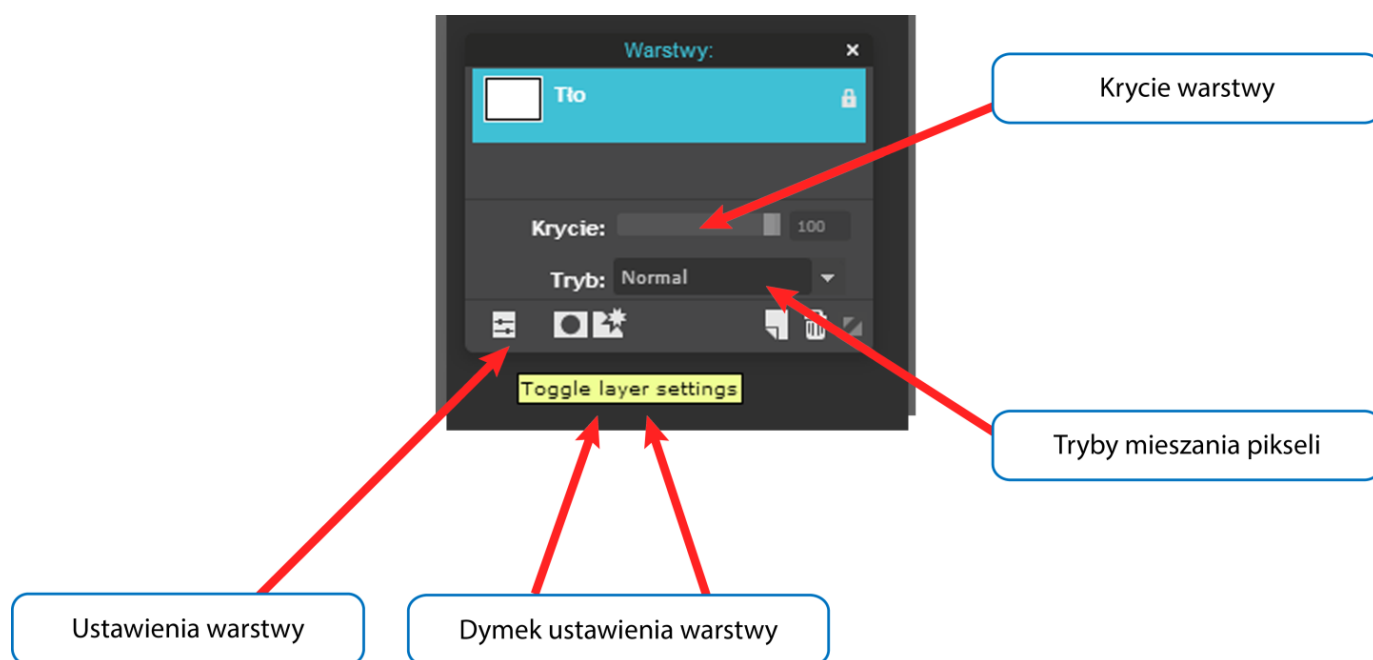 Warstwy:
Tło
Krycie warstwy
Krycie:
100
Tryb:
Normal
Toggle layer settings
Tryby mieszania pikseli
Ustawienia warstwy
Dymek ustawienia warstwy